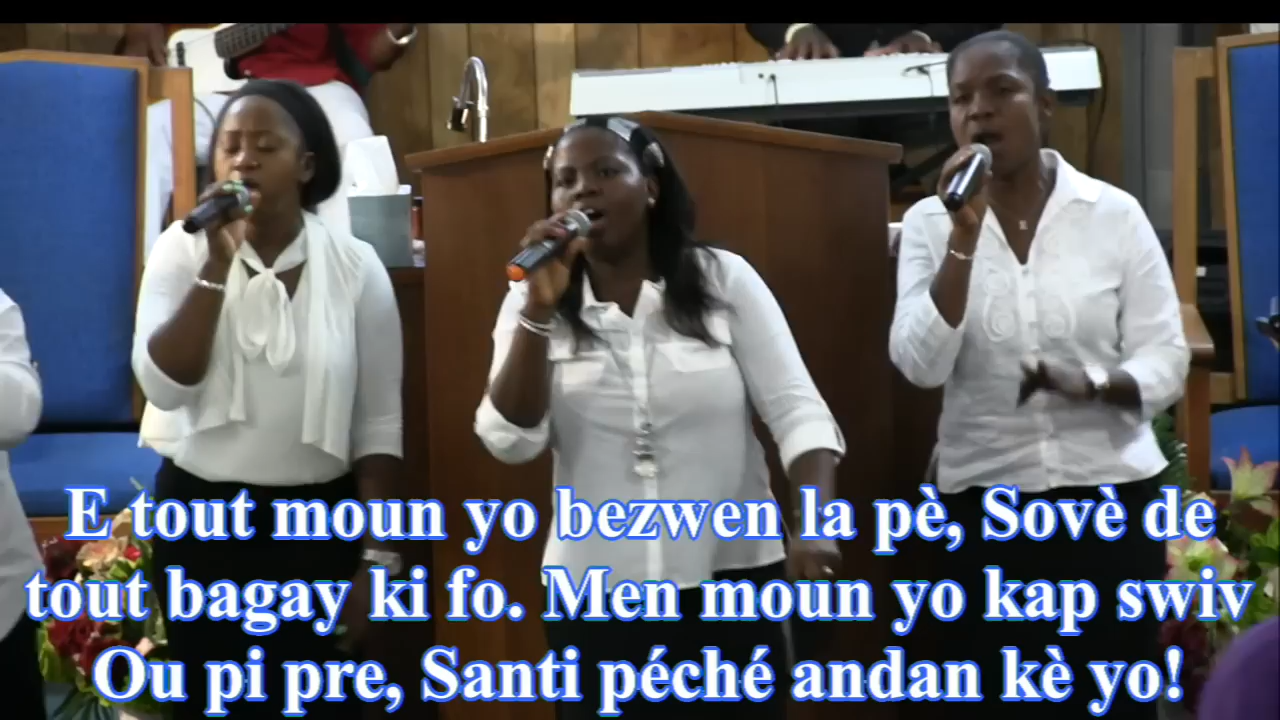 E tout moun yo bezwen la pè, Sovè de
tout bagay ki fo. Men moun yo kap swiv
Ou pi pre, Santi péché andan kè yo!